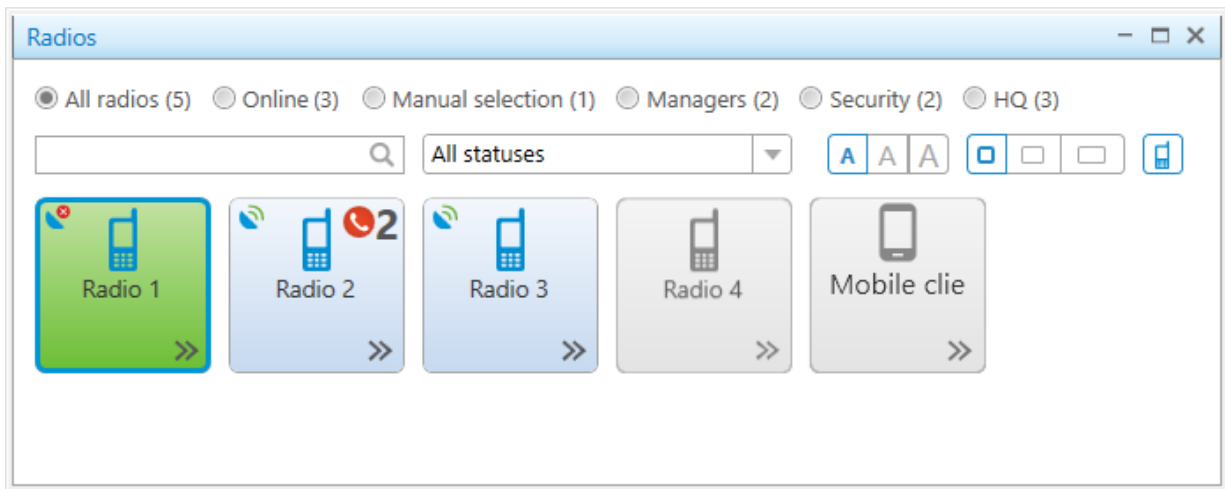 Radios
All radios (5) Online (3) Manual selection (1) Managers (2) Security (2) HQ (3)
All statuses A A A
2
Radio 1 Radio 2 Radio 3 Radio 4 Mobile clie